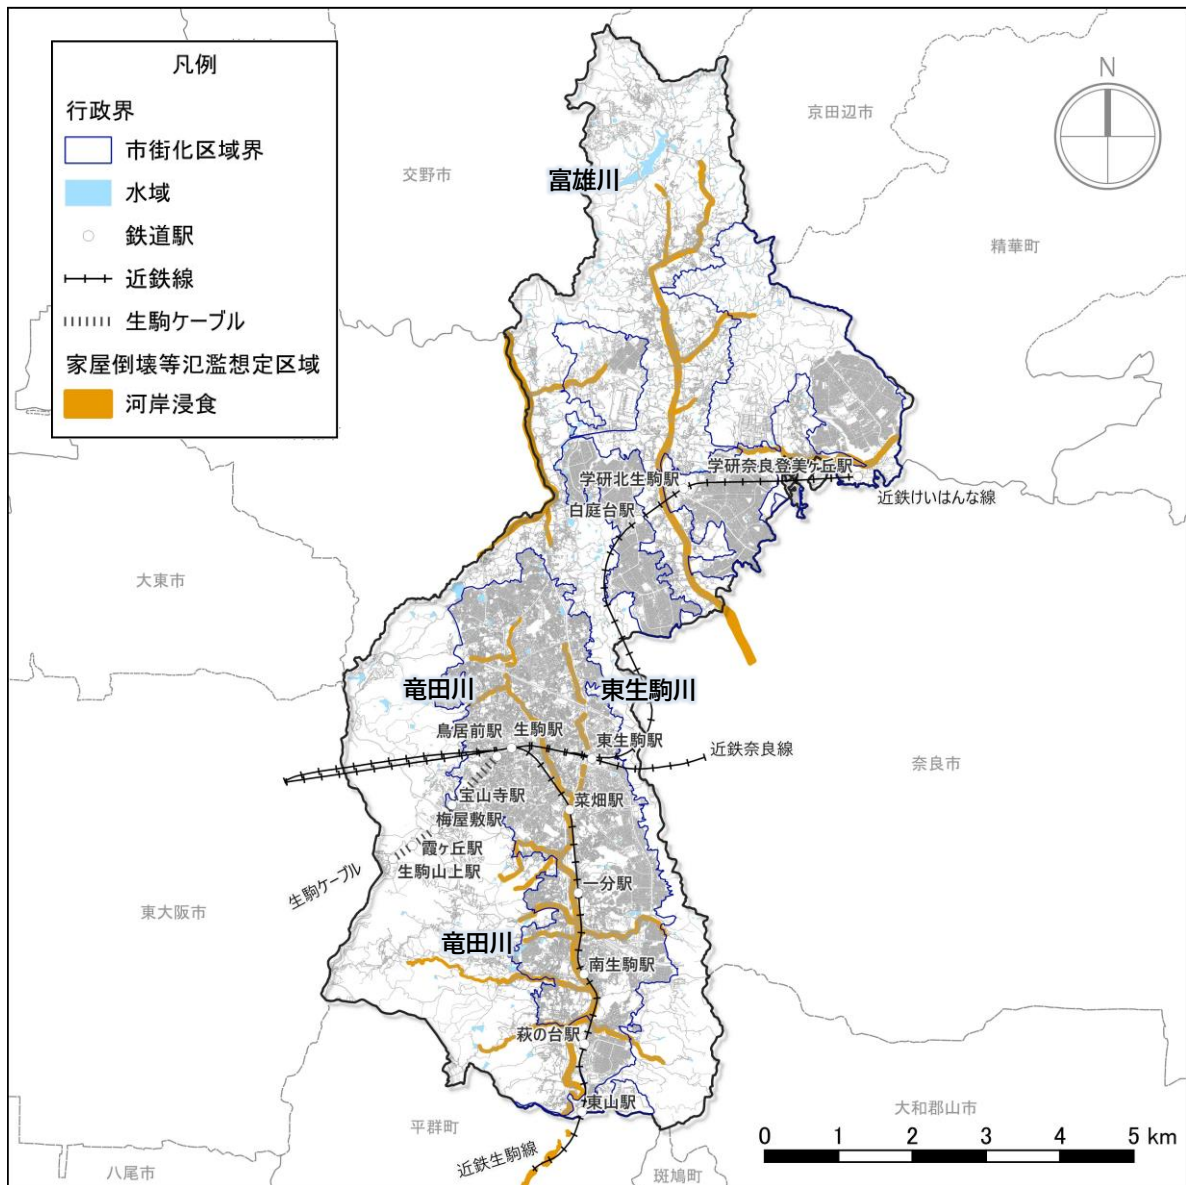 凡例
行政界
市街化区域界
水域
鉄道駅
近鉄線
生駒ケーブル
家屋倒壊等氾濫想定区域
河岸浸食
N
京田辺市
交野市
富雄川
精華町
学研奈良登美ケ丘駅
学研北生駒駅
近鉄けいはんな線
白庭台駅
大東市
竜田川
東生駒川
鳥居前駅
生駒駅
東生駒駅
近鉄奈良線
奈良市
宝山寺駅
菜畑駅
梅屋敷駅
霞ヶ丘駅
生駒山上駅
生駒ケーブル
一分駅
東大阪市
竜田川
南生駒駅
萩の台駅
東山駅
大和郡山市
平群町
近鉄生駒線
八尾市
斑鳩町
0 1 2 3 4 5 km